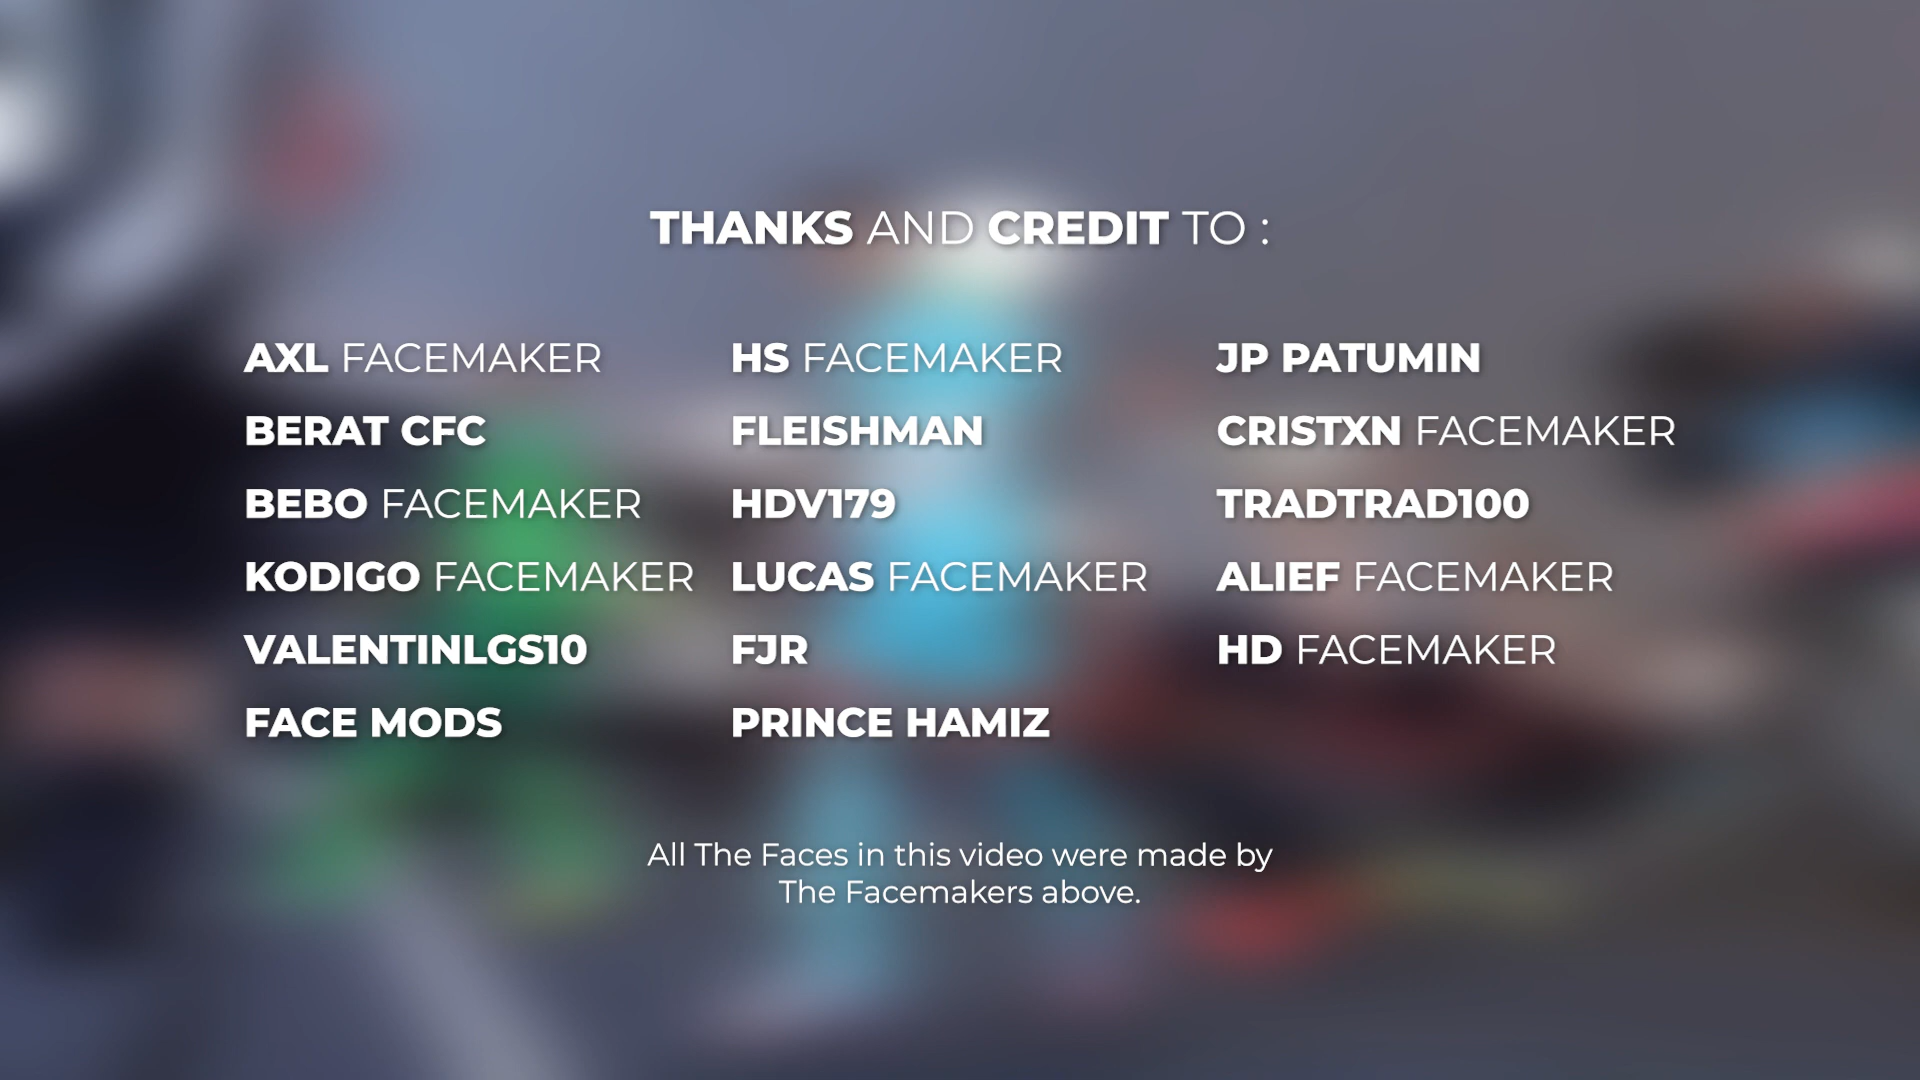 THANKS AND CREDIT TO :
AXL FACEMAKER
BERAT CFC
BEBO FACEMAKER
KODIGO FACEMAKER
VALENTINLGS10
FACE MODS
HS FACEMAKER
FLEISHMAN
HDV179
LUCAS FACEMAKER
FJR
PRINCE HAMIZ
JP PATUMIN
CRISTXN FACEMAKER
TRADTRAD100
ALIEF FACEMAKER
HD FACEMAKER
All The Faces in this video were made by
The Facemakers above.